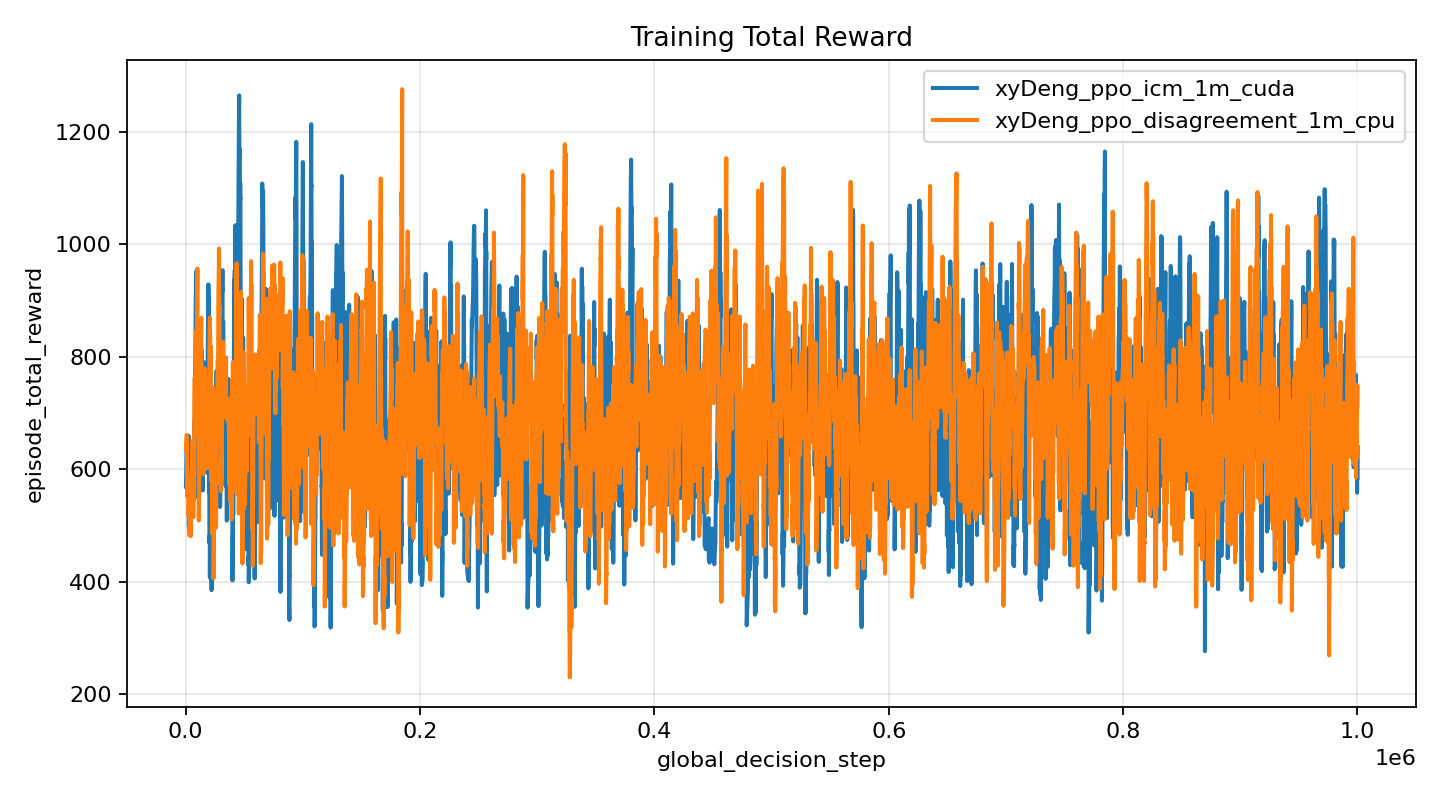 Training Total Reward
xyDeng_ppo_icm_1m_cuda
xyDeng_ppo_disagreement_1m_cpu
episode_total_reward
1200
1000
800
600
400
200
0.0 0.2 0.4 0.6 0.8 1.0
1e6
global_decision_step